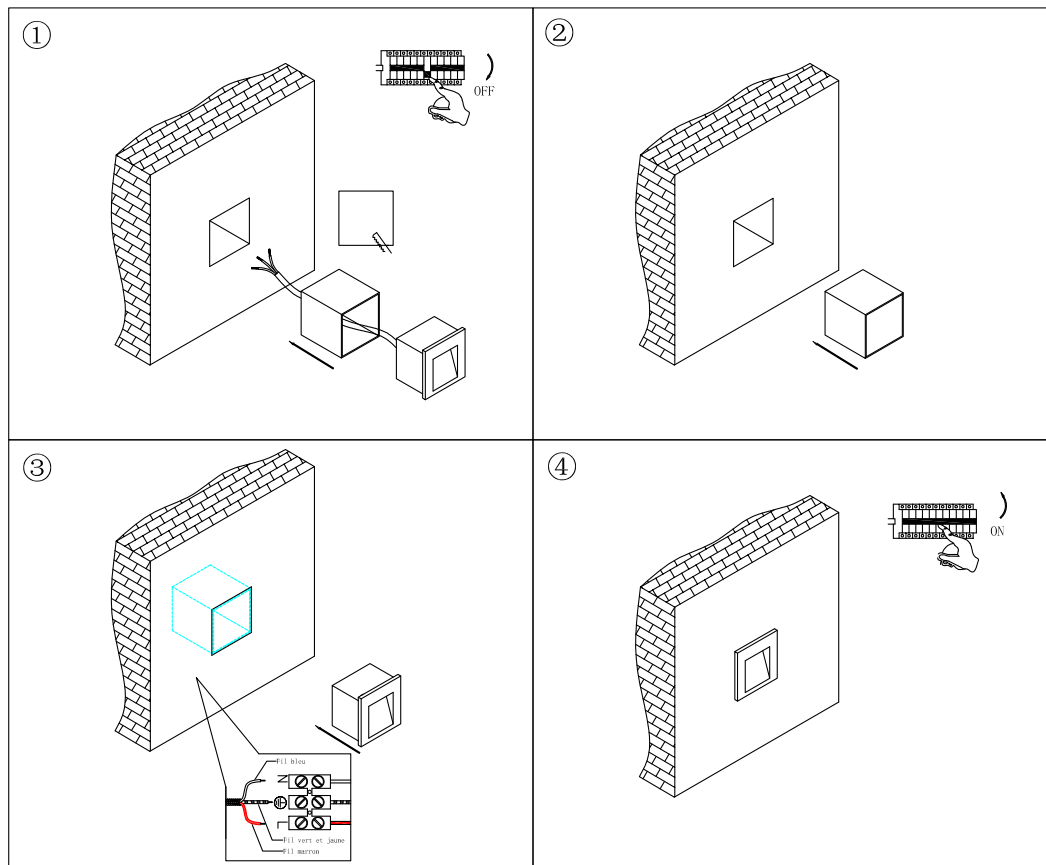 ①
OFF
②
③
Fil bleu
N
L
Fil vert et jaune
Fil marron
④
ON